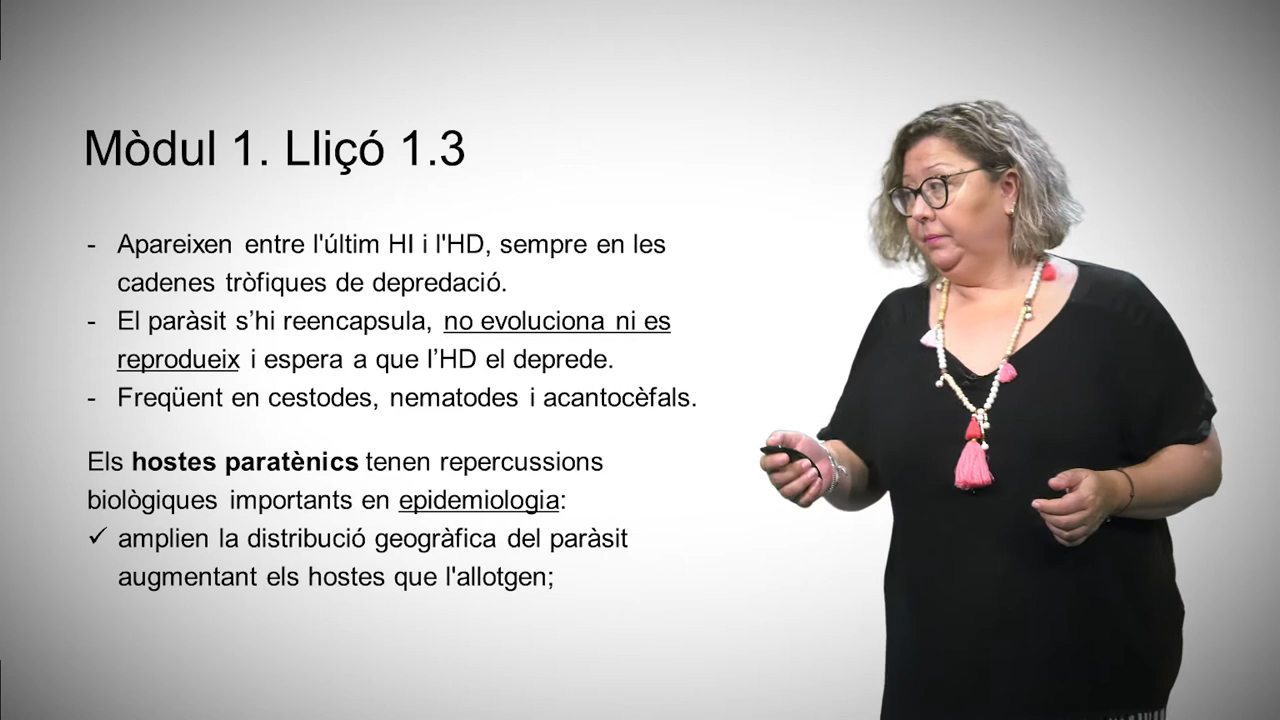 Mòdul 1. Lliçó 1.3
- Apareixen entre l'últim HI i l'HD, sempre en les
cadenes tròfiques de depredació.
- El paràsit s’hi reencapsula, no evoluciona ni es
reprodueix i espera a que l’HD el deprede.
- Freqüent en cestodes, nematodes i acantocèfals.
Els hostes paratènics tenen repercussions
biològiques importants en epidemiologia:
✓ amplien la distribució geogràfica del paràsit
augmentant els hostes que l'allotgen;